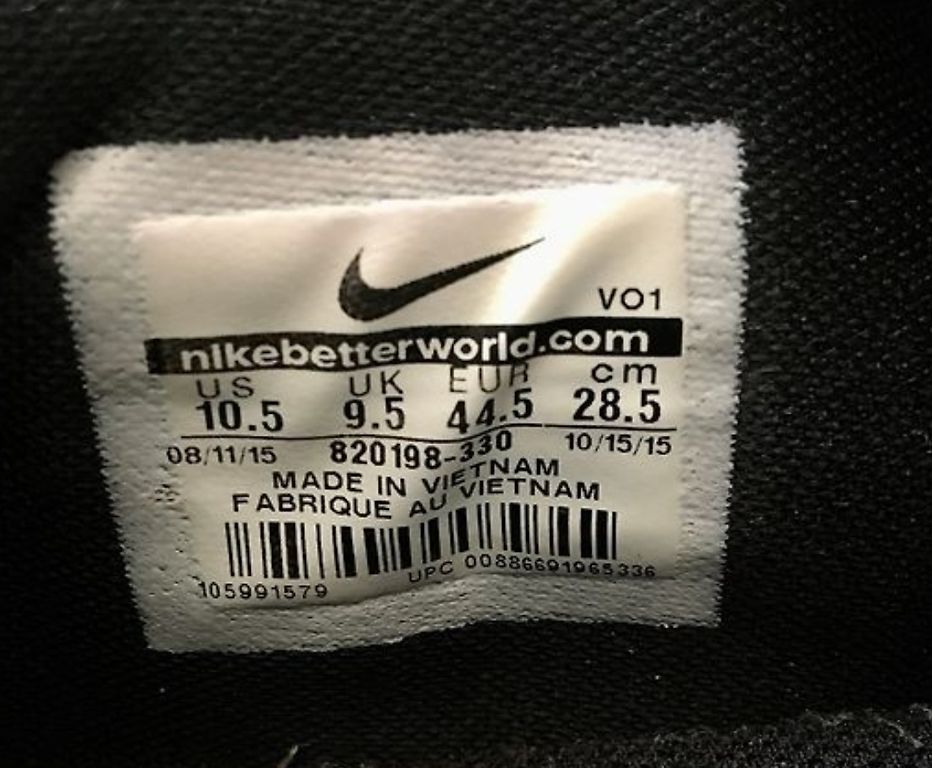 VO1
nikebetterworld.com
US UK EUR cm
10.5 9.5 44.5 28.5
08/11/15 820198-330 10/15/15
MADE IN VIETNAM
FABRIQUE AU VIETNAM
105991579 UPC 00886691965336